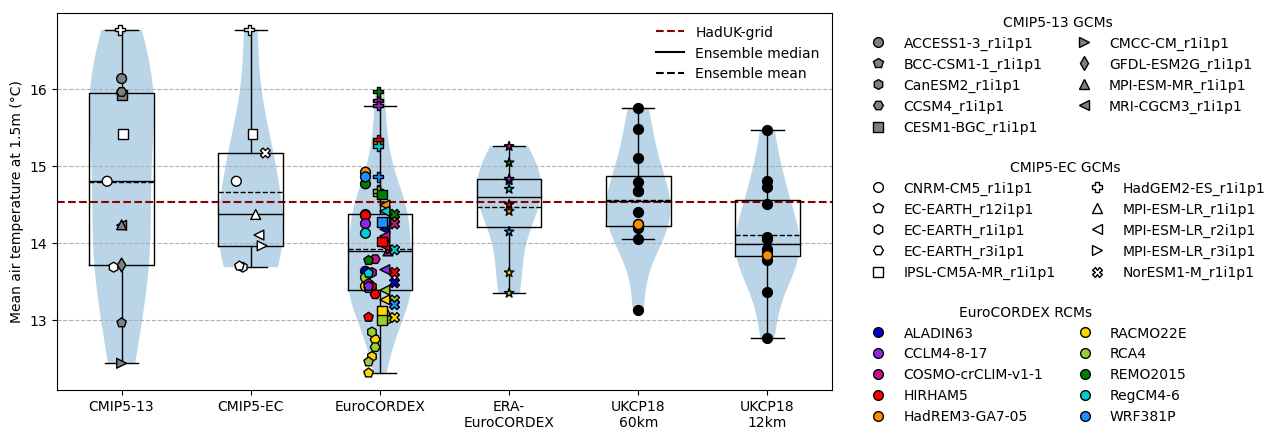 Mean air temperature at 1.5m (°C)
16
15
14
13
HadUK-grid
Ensemble median
Ensemble mean
CMIP5-13
CMIP5-EC
EuroCORDEX
ERA-
EuroCORDEX
UKCP18
60km
UKCP18
12km
CMIP5-13 GCMs
ACCESS1-3_r1i1p1
BCC-CSM1-1_r1i1p1
CanESM2_r1i1p1
CCSM4_r1i1p1
CESM1-BGC_r1i1p1
CMCC-CM_r1i1p1
GFDL-ESM2G_r1i1p1
MPI-ESM-MR_r1i1p1
MRI-CGCM3_r1i1p1
CMIP5-EC GCMs
CNRM-CM5_r1i1p1
EC-EARTH_r12i1p1
EC-EARTH_r1i1p1
EC-EARTH_r3i1p1
IPSL-CM5A-MR_r1i1p1
HadGEM2-ES_r1i1p1
MPI-ESM-LR_r1i1p1
MPI-ESM-LR_r2i1p1
MPI-ESM-LR_r3i1p1
NorESM1-M_r1i1p1
EuroCORDEX RCMs
ALADIN63
CCLM4-8-17
COSMO-crCLIM-v1-1
HIRHAM5
HadREM3-GA7-05
RACMO22E
RCA4
REMO2015
RegCM4-6
WRF381P